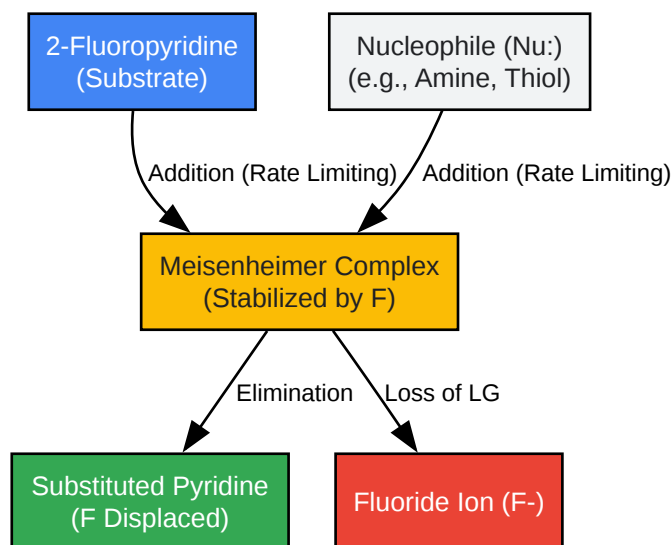 2-Fluoropyridine
(Substrate)
Nucleophile (Nu:)
(e.g., Amine, Thiol)
Addition (Rate Limiting)
Addition (Rate Limiting)
Meisenheimer Complex
(Stabilized by F)
Elimination
Loss of LG
Substituted Pyridine
(F Displaced)
Fluoride Ion (F-)